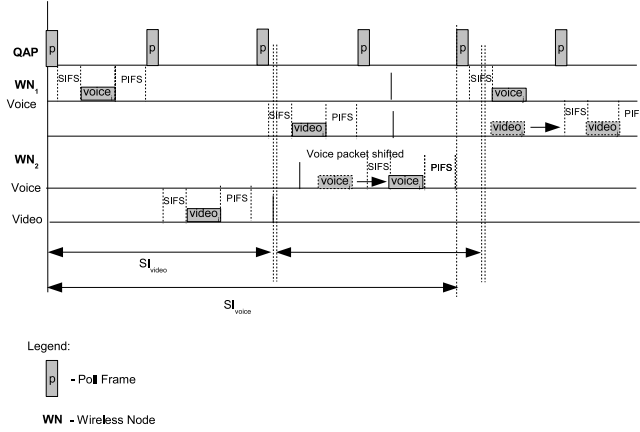 p p p p p p
QAP
SIFS PIFS SIFS
WN1
voice voice
Voice
SIFS PIFS SIFS PIF
video video video
WN2
Voice packet shifted
SIFS PIFS
voice voice
Voice
SIFS PIFS
Video
video
SIvideo
SIvoice
Legend:
p - Poll Frame
WN - Wireless Node